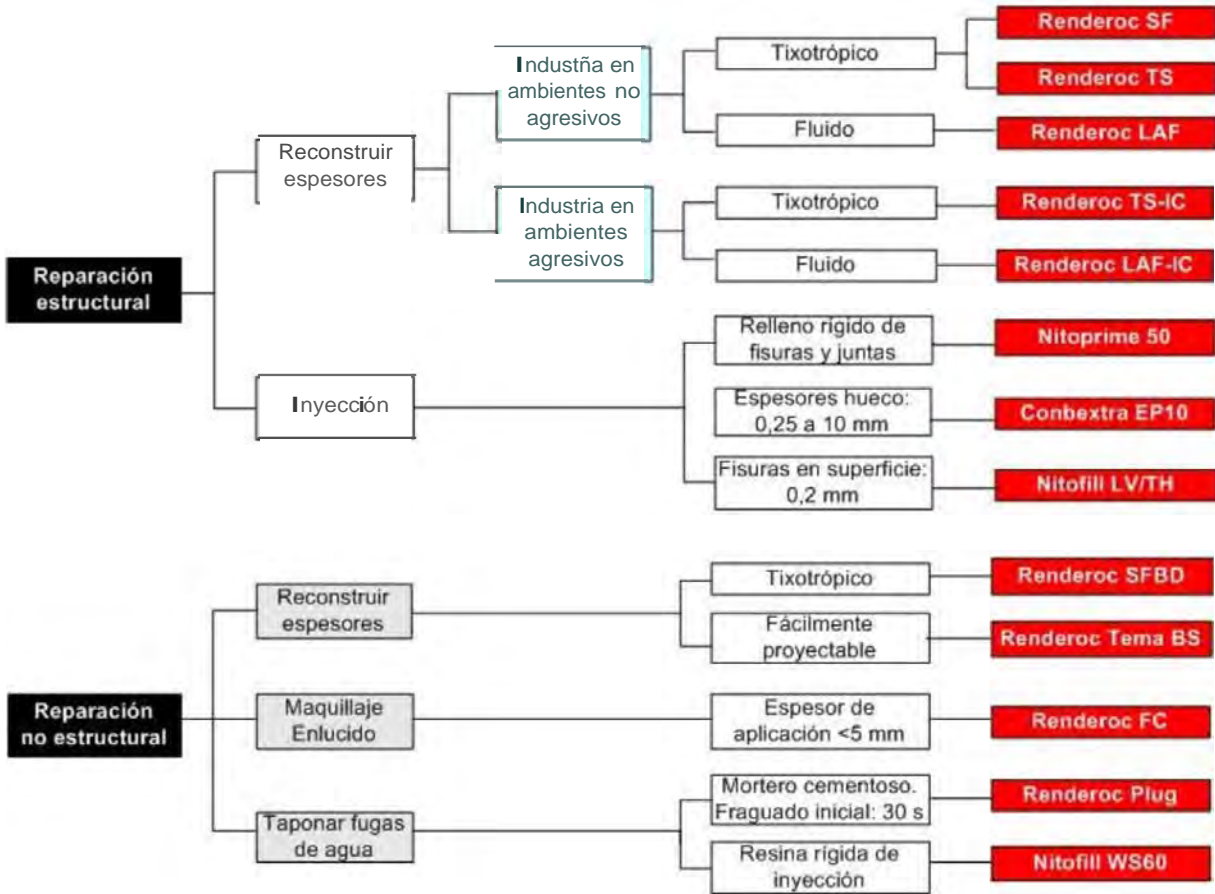 Reparación
estructural
Reconstruir
espesores
Industña en
ambientes no
agresivos
Tixotrópico
Renderoc SF
Renderoc TS
Fluido
Renderoc LAF
Industria en
ambientes
agresivos
Tixotrópico
Renderoc TS-IC
Fluido
Renderoc LAF-IC
Inyección
Relleno rígido de
fisuras y juntas
Nitoprime 50
Espesores hueco:
0,25 a 10 mm
Conbextra EP10
Fisuras en superficie:
0,2 mm
Nitofill LV/TH
Reparación
no estructural
Reconstruir
espesores
Tixotrópico
Renderoc SFBD
Fácilmente
proyectable
Renderoc Tema BS
Maquillaje
Enlucido
Espesor de
aplicación <5 mm
Renderoc FC
Taponar fugas
de agua
Mortero cementoso.
Fraguado inicial: 30 s
Renderoc Plug
Resina rígida de
inyección
Nitofill WS60